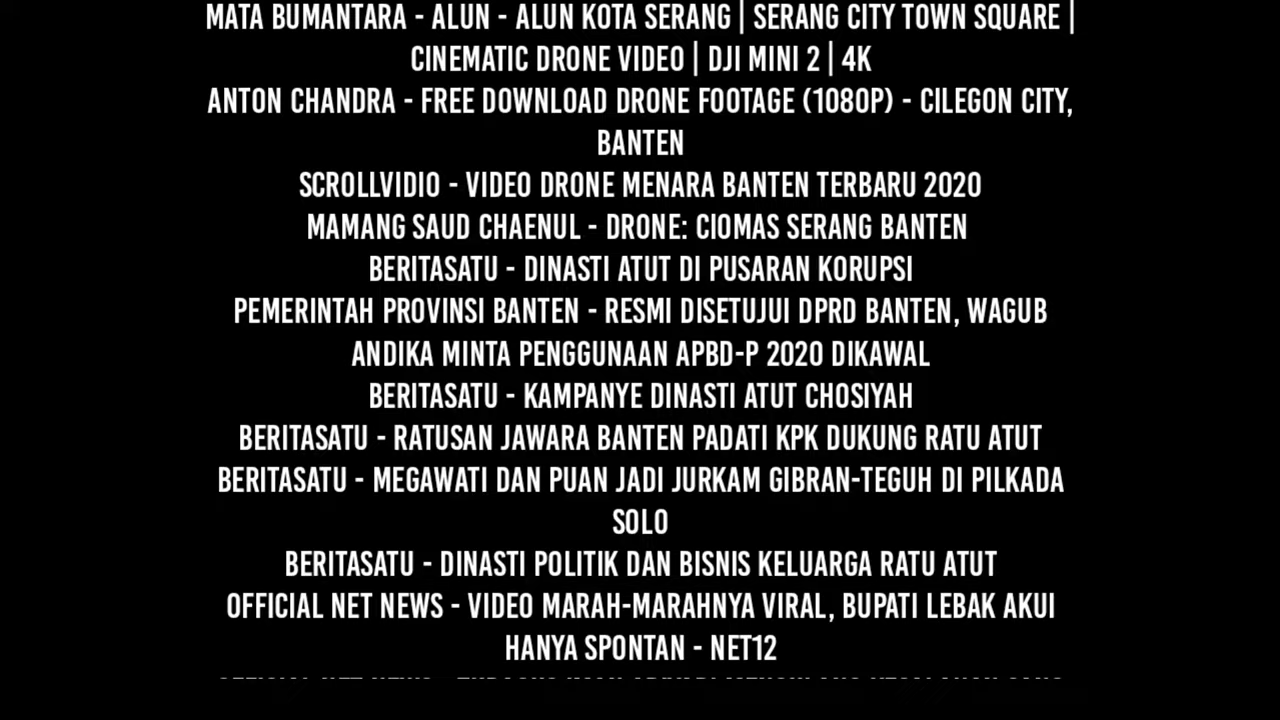 MATA BUMANTARA - ALUN - ALUN KOTA SERANG | SERANG CITY TOWN SQUARE |
CINEMATIC DRONE VIDEO | DJI MINI 2 | 4K
ANTON CHANDRA - FREE DOWNLOAD DRONE FOOTAGE (1080P) - CILEGON CITY,
BANTEN
SCROLLVIDIO - VIDEO DRONE MENARA BANTEN TERBARU 2020
MAMANG SAUD CHAENUL - DRONE: CIOMAS SERANG BANTEN
BERITASATU - DINASTI ATUT DI PUSARAN KORUPSI
PEMERINTAH PROVINSI BANTEN - RESMI DISETUJUI DPRD BANTEN, WAGUB
ANDIKA MINTA PENGGUNAAN APBD-P 2020 DIKAWAL
BERITASATU - KAMPANYE DINASTI ATUT CHOSIYAH
BERITASATU - RATUSAN JAWARA BANTEN PADATI KPK DUKUNG RATU ATUT
BERITASATU - MEGAWATI DAN PUAN JADI JURKAM GIBRAN-TEGUH DI PILKADA
SOLO
BERITASATU - DINASTI POLITIK DAN BISNIS KELUARGA RATU ATUT
OFFICIAL NET NEWS - VIDEO MARAH-MARAHNYA VIRAL, BUPATI LEBAK AKUI
HANYA SPONTAN - NET12